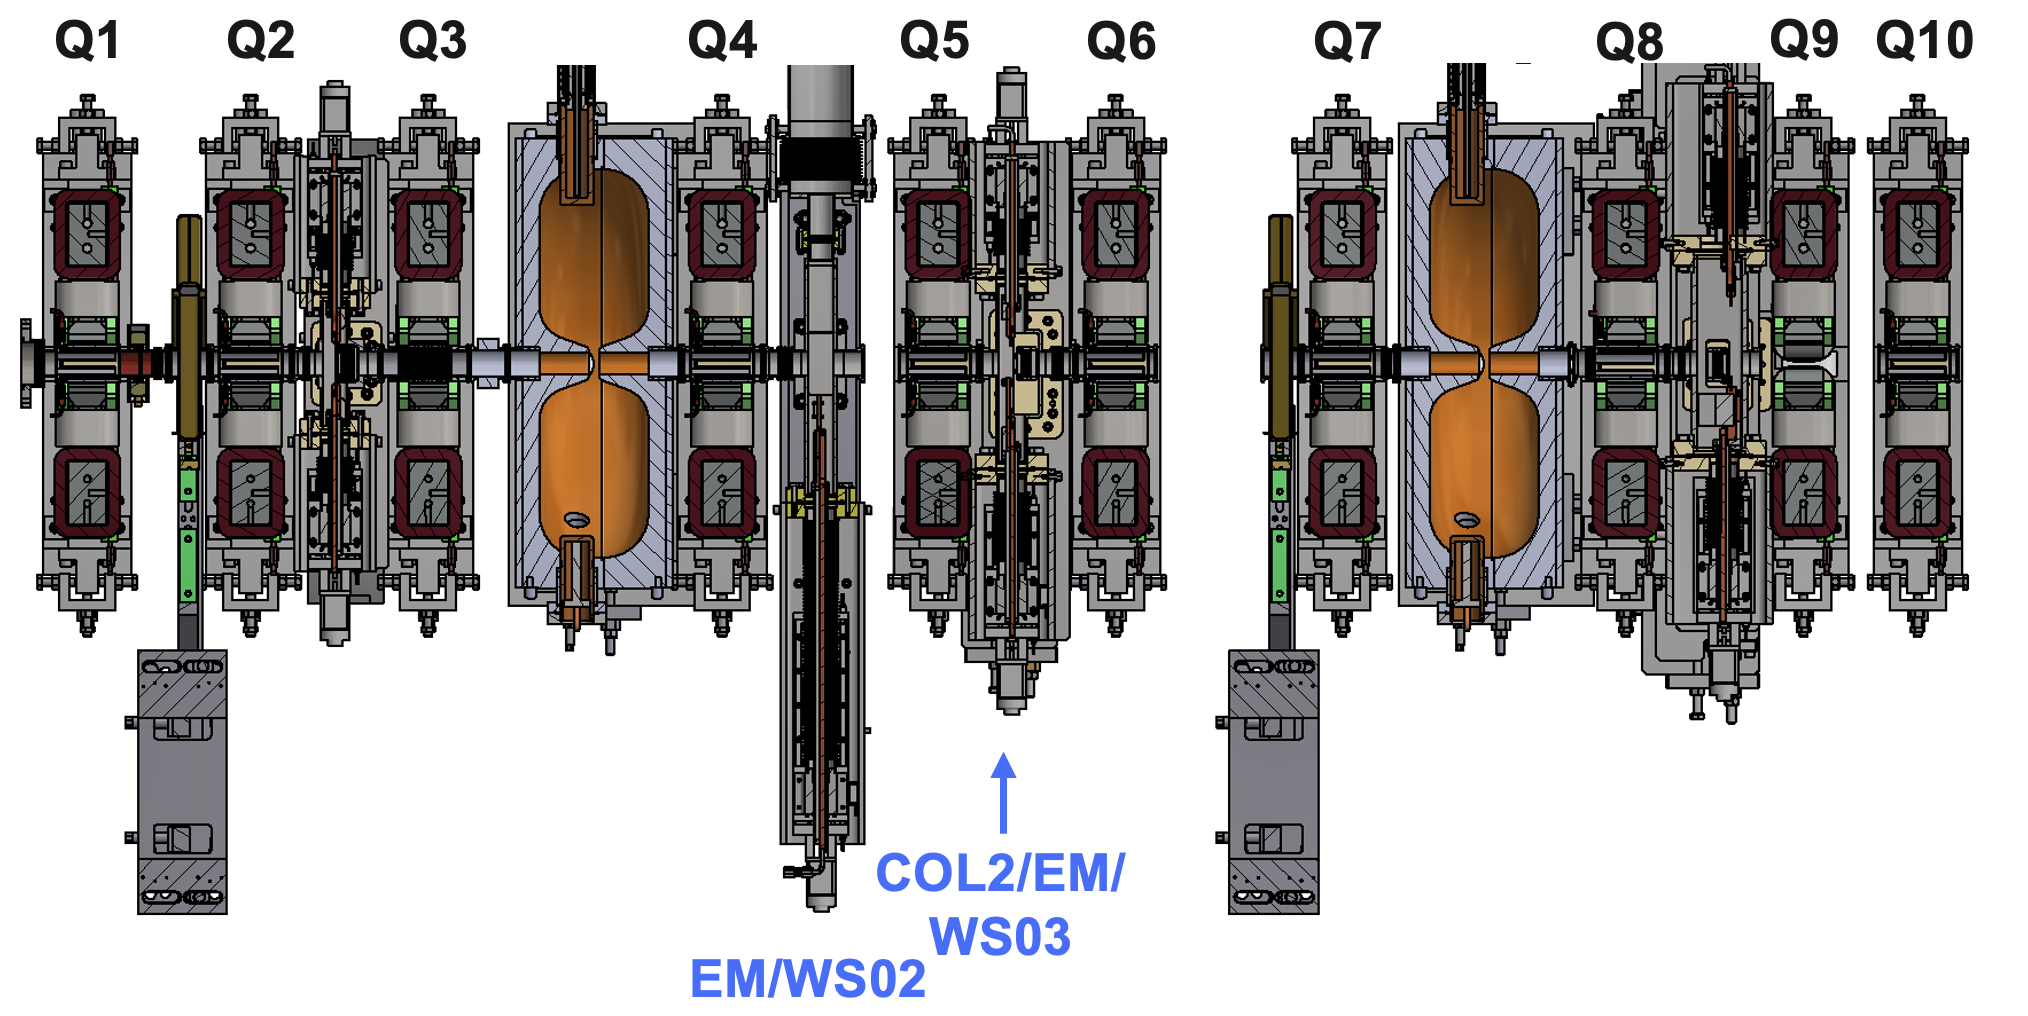 Q1 Q2 Q3 Q4 Q5 Q6 Q7 Q8 Q9 Q10
COL2/EM/
WS03
EM/WS02